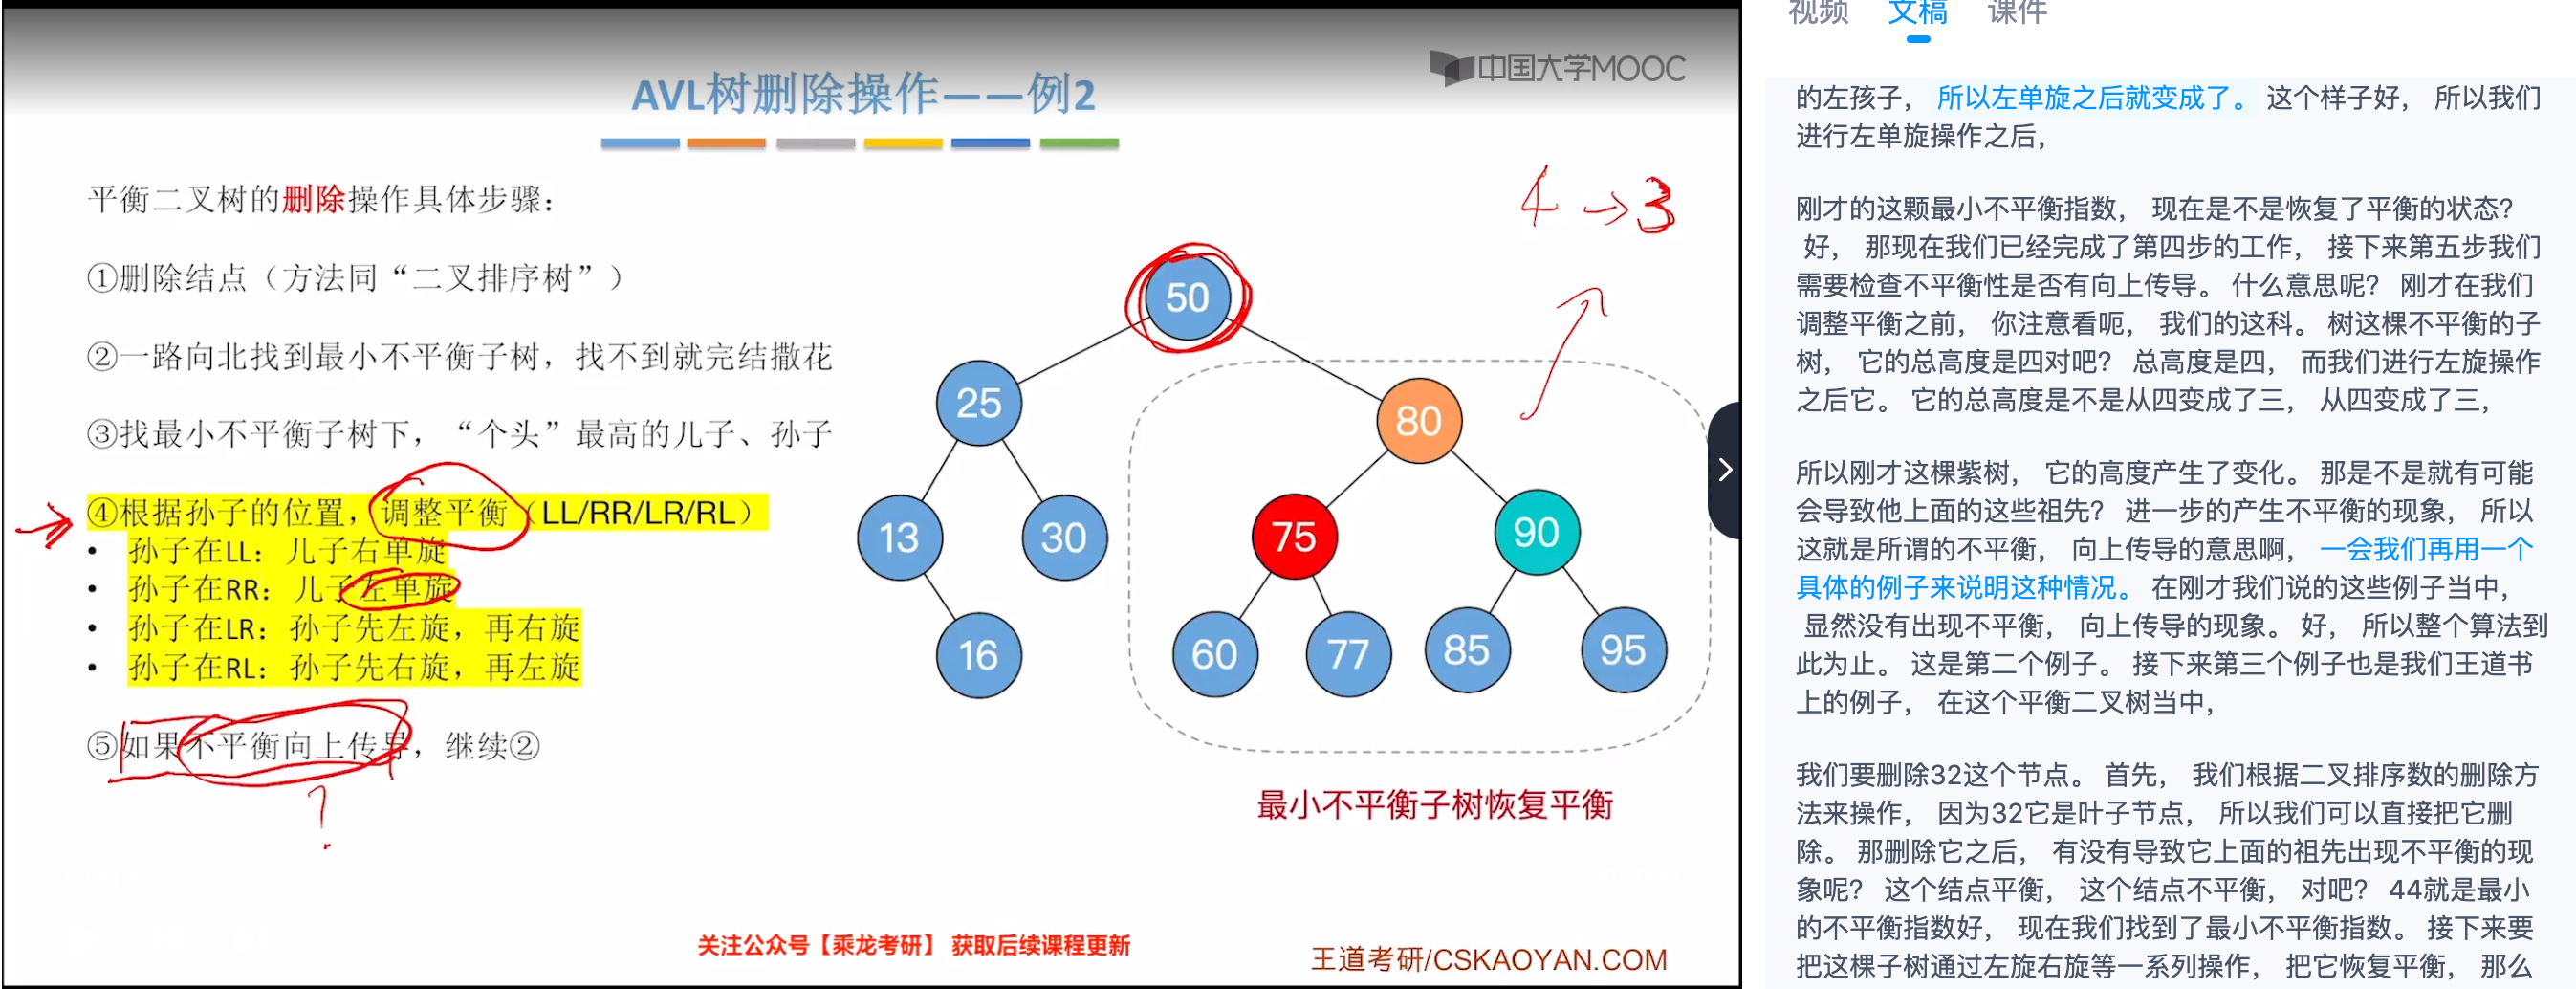 AVL树删除操作——例2
中国大学MOOC
平衡二叉树的删除操作具体步骤：
①删除结点（方法同“二叉排序树”）
②一路向北找到最小不平衡子树，找不到就完结撒花
③找最小不平衡子树下，“个头”最高的儿子、孙子
④根据孙子的位置，调整平衡（LL/RR/LR/RL）
• 孙子在LL：儿子右单旋
• 孙子在RR：儿子左单旋
• 孙子在LR：孙子先左旋，再右旋
• 孙子在RL：孙子先右旋，再左旋
⑤如果不平衡向上传导，继续②
?
4→3
50
25
80
13
30
75
90
16
60
77
85
95
最小不平衡子树恢复平衡
关注公众号【乘龙考研】 获取后续课程更新
王道考研/CSKAOYAN.COM
视频 文稿 课件
的左孩子， 所以左单旋之后就变成了。 这个样子好， 所以我们
进行左单旋操作之后，
刚才的这颗最小不平衡指数， 现在是不是恢复了平衡的状态？
好， 那现在我们已经完成了第四步的工作， 接下来第五步我们
需要检查不平衡性是否有向上传导。 什么意思呢？ 刚才在我们
调整平衡之前， 你注意看呃， 我们的这科。 树这棵不平衡的子
树， 它的总高度是四对吧？ 总高度是四， 而我们进行左旋操作
之后它。 它的总高度是不是从四变成了三， 从四变成了三，
所以刚才这棵紫树， 它的高度产生了变化。 那是不是就有可能
会导致他上面的这些祖先？ 进一步的产生不平衡的现象， 所以
这就是所谓的不平衡， 向上传导的意思啊， 一会我们再用一个
具体的例子来说明这种情况。 在刚才我们说的这些例子当中，
显然没有出现不平衡， 向上传导的现象。 好， 所以整个算法到
此为止。 这是第二个例子。 接下来第三个例子也是我们王道书
上的例子， 在这个平衡二叉树当中，
我们要删除32这个节点。 首先， 我们根据二叉排序数的删除方
法来操作， 因为32它是叶子节点， 所以我们可以直接把它删
除。 那删除它之后， 有没有导致它上面的祖先出现不平衡的现
象呢？ 这个结点平衡， 这个结点不平衡， 对吧？ 44就是最小
的不平衡指数好， 现在我们找到了最小不平衡指数。 接下来要
把这棵子树通过左旋右旋等一系列操作， 把它恢复平衡， 那么